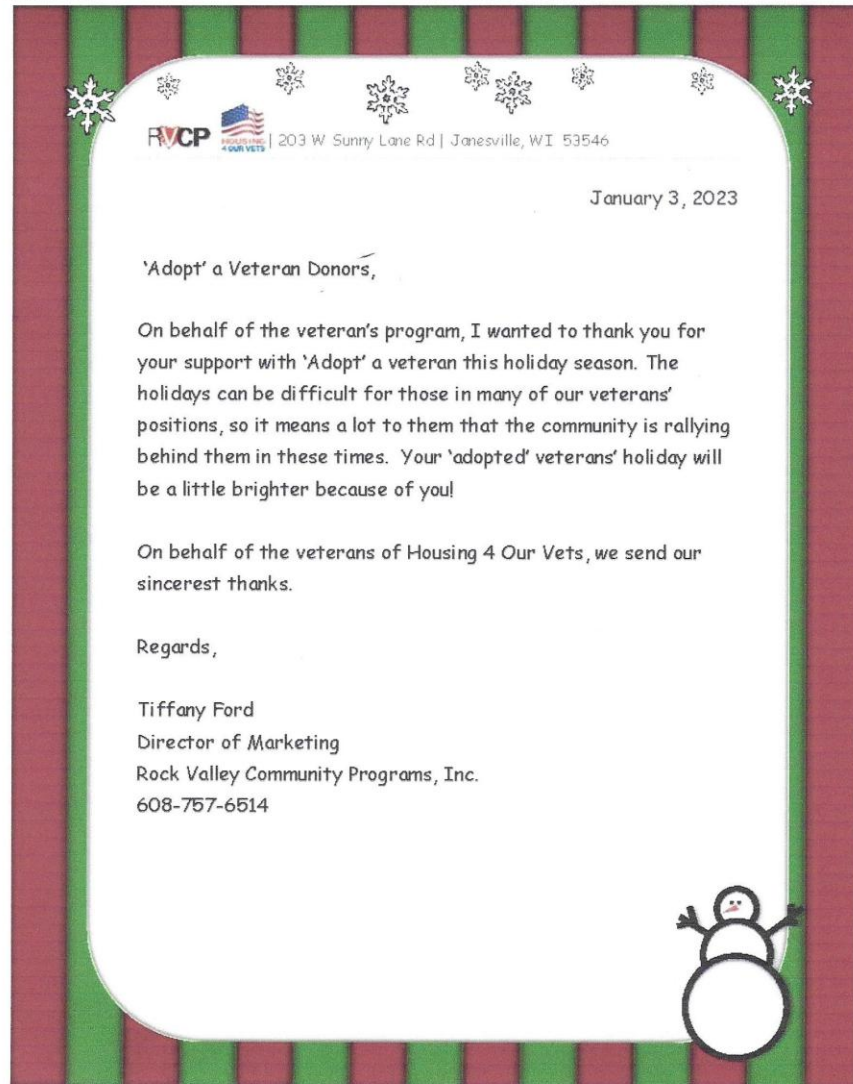 RVCP HOUSING 4 OUR VETS | 203 W Sunny Lane Rd | Janesville, WI 53546
January 3, 2023
'Adopt' a Veteran Donors,
On behalf of the veteran's program, I wanted to thank you for
your support with 'Adopt' a veteran this holiday season. The
holidays can be difficult for those in many of our veterans'
positions, so it means a lot to them that the community is rallying
behind them in these times.  Your 'adopted' veterans' holiday will
be a little brighter because of you!
On behalf of the veterans of Housing 4 Our Vets, we send our
sincerest thanks.
Regards,
Tiffany Ford
Director of Marketing
Rock Valley Community Programs, Inc.
608-757-6514